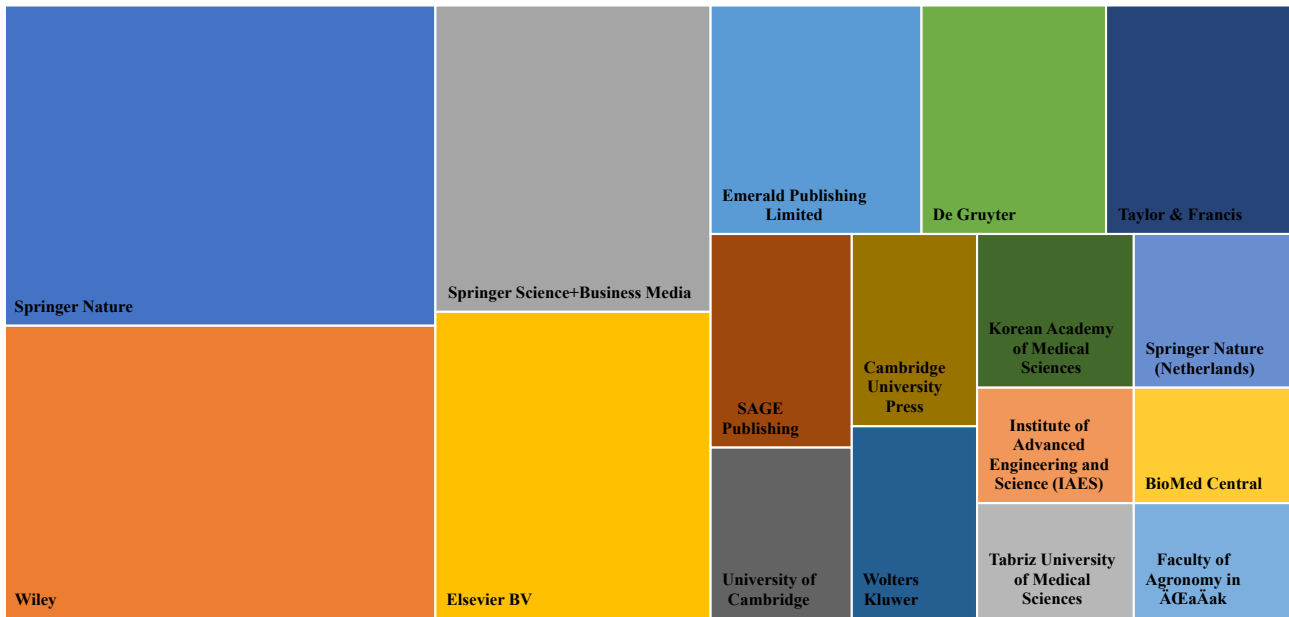 Springer Nature
Wiley
Springer Science+Business Media
Elsevier BV
Emerald Publishing
Limited
De Gruyter
Taylor & Francis
SAGE
Publishing
University of
Cambridge
Cambridge
University
Press
Wolters
Kluwer
Korean Academy
of Medical
Sciences
Springer Nature
(Netherlands)
Institute of
Advanced
Engineering and
Science (IAES)
BioMed Central
Tabriz University
of Medical
Sciences
Faculty of
Agronomy in
ÄŒaÄak